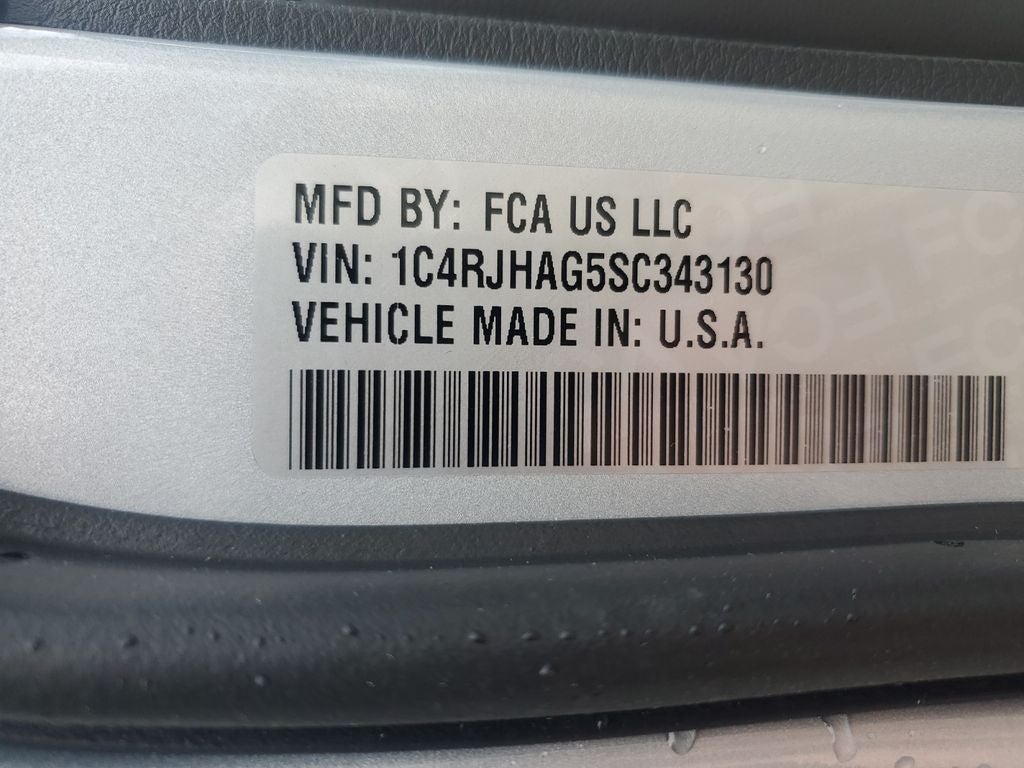 MFD BY: FCA US LLC
VIN: 1C4RJHAG5SC343130
VEHICLE MADE IN: U.S.A.